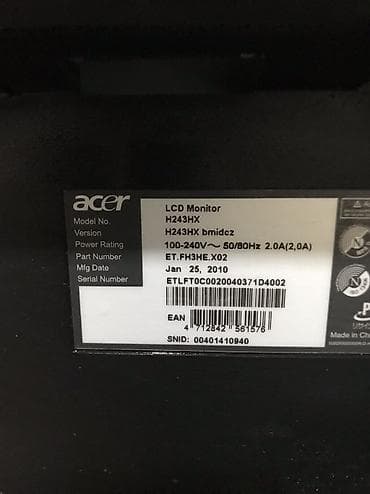 acer
LCD Monitor
Model No. H243HX
Version H243HX bmidcz
Power Rating 100-240V～ 50/60Hz 2.0A(2,0A)
Part Number ET.FH3HE.X02
Mfg Date Jan 25, 2010
Serial Number ETLFT0C0020040371D4002
EAN
4 712842 561576
SNID: 00401410940
Made in Ch